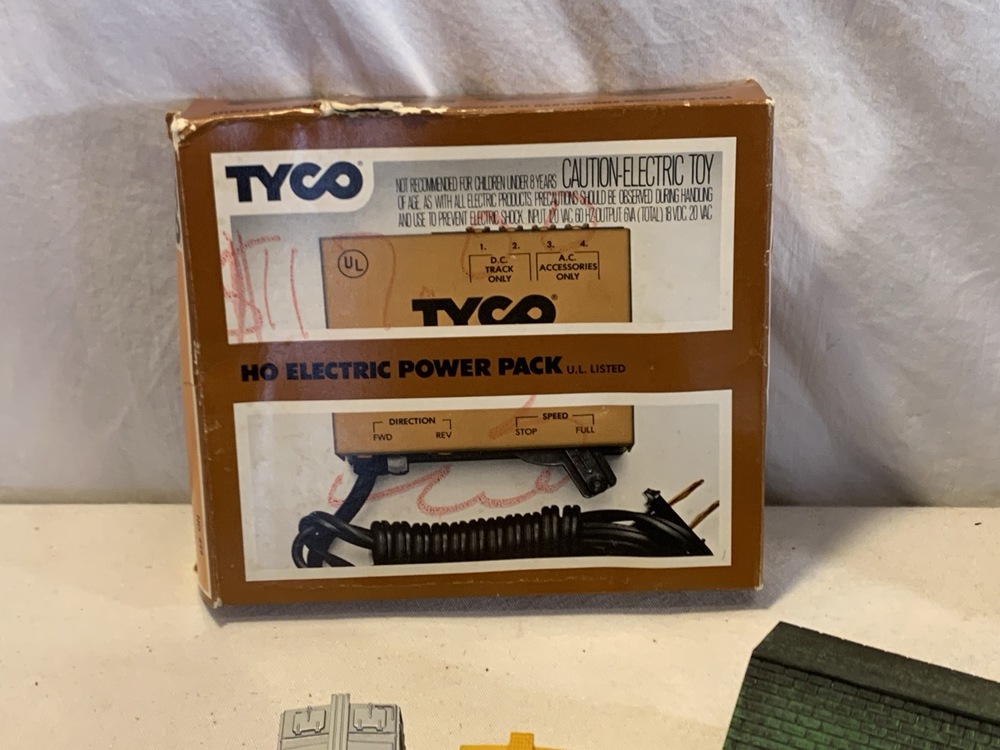 TYCO®
CAUTION-ELECTRIC TOY
NOT RECOMMENDED FOR CHILDREN UNDER 8 YEARS
OF AGE. AS WITH ALL ELECTRIC PRODUCTS, PRECAUTIONS SHOULD BE OBSERVED DURING HANDLING
AND USE TO PREVENT ELECTRIC SHOCK. INPUT 120 VAC 60 HZ OUTPUT 6VA (TOTAL) 18 VDC 20 VAC
UL
1. 2. 3. 4.
D.C. TRACK ONLY
A.C. ACCESSORIES ONLY
TYCO®
HO ELECTRIC POWER PACK U.L. LISTED
DIRECTION
FWD REV
SPEED
STOP FULL